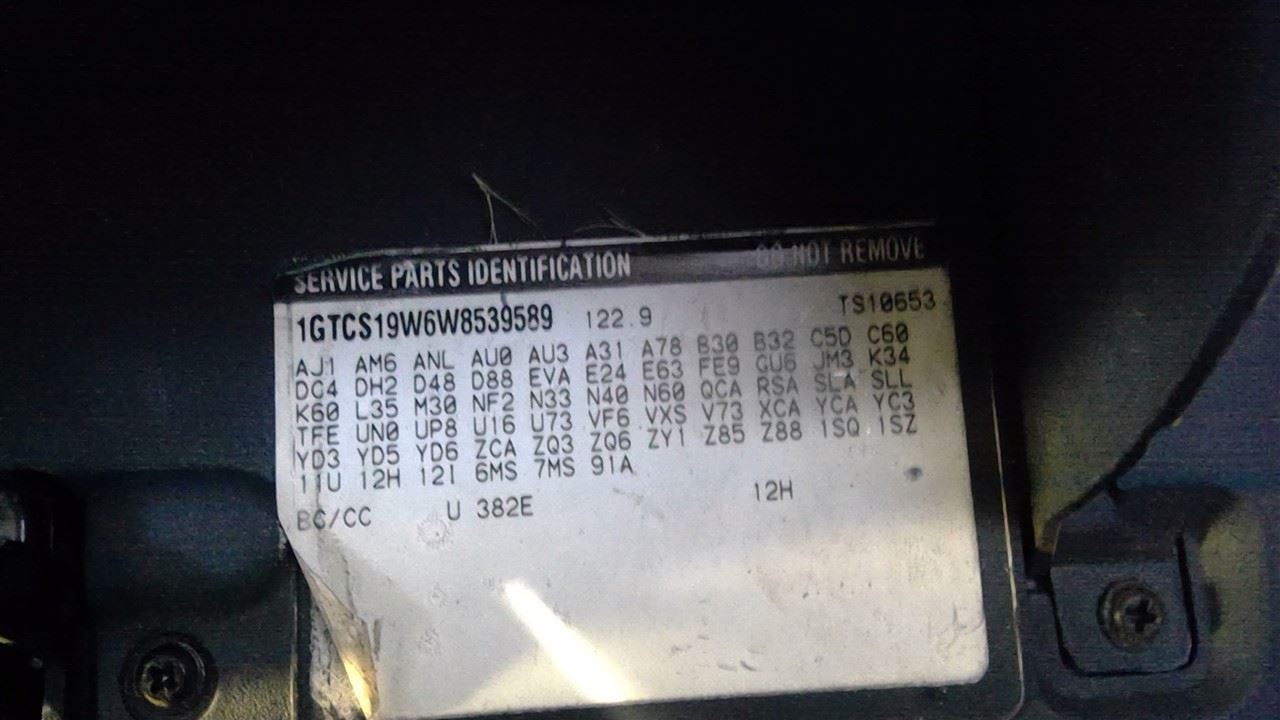 SERVICE PARTS IDENTIFICATION DO NOT REMOVE
1GTCS19W6W8539589 122.9 TS10653
AJ1 AM6 ANL AU0 AU3 A31 A78 B30 B32 C5D C60
DC4 DH2 D48 D88 EVA E24 E63 FE9 GU6 JM3 K34
K60 L35 M30 NF2 N33 N40 N60 QCA RSA SLA SLL
TFE UN0 UP8 U16 U73 VF6 VXS V73 XCA YCA YC3
YD3 YD5 YD6 ZCA ZQ3 ZQ6 ZY1 Z85 Z88 1SQ 1SZ
11U 12H 12I 6MS 7MS 91A
BC/CC U 382E 12H